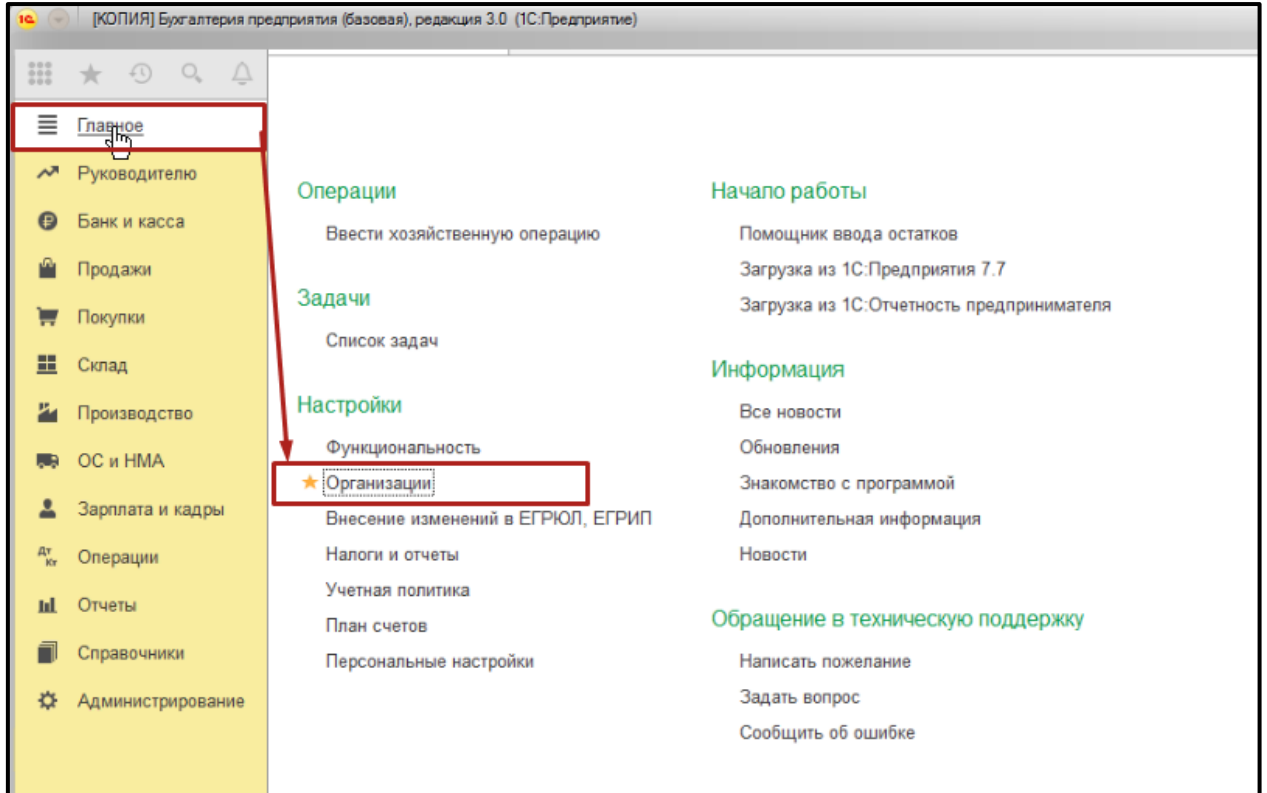 1С [КОПИЯ] Бухгалтерия предприятия (базовая), редакция 3.0 (1С:Предприятие)
Главное
Руководителю
Банк и касса
Продажи
Покупки
Склад
Производство
ОС и НМА
Зарплата и кадры
Дт Кт Операции
Отчеты
Справочники
Администрирование
Операции
Ввести хозяйственную операцию
Задачи
Список задач
Настройки
Функциональность
Организации
Внесение изменений в ЕГРЮЛ, ЕГРИП
Налоги и отчеты
Учетная политика
План счетов
Персональные настройки
Начало работы
Помощник ввода остатков
Загрузка из 1С:Предприятия 7.7
Загрузка из 1С:Отчетность предпринимателя
Информация
Все новости
Обновления
Знакомство с программой
Дополнительная информация
Новости
Обращение в техническую поддержку
Написать пожелание
Задать вопрос
Сообщить об ошибке